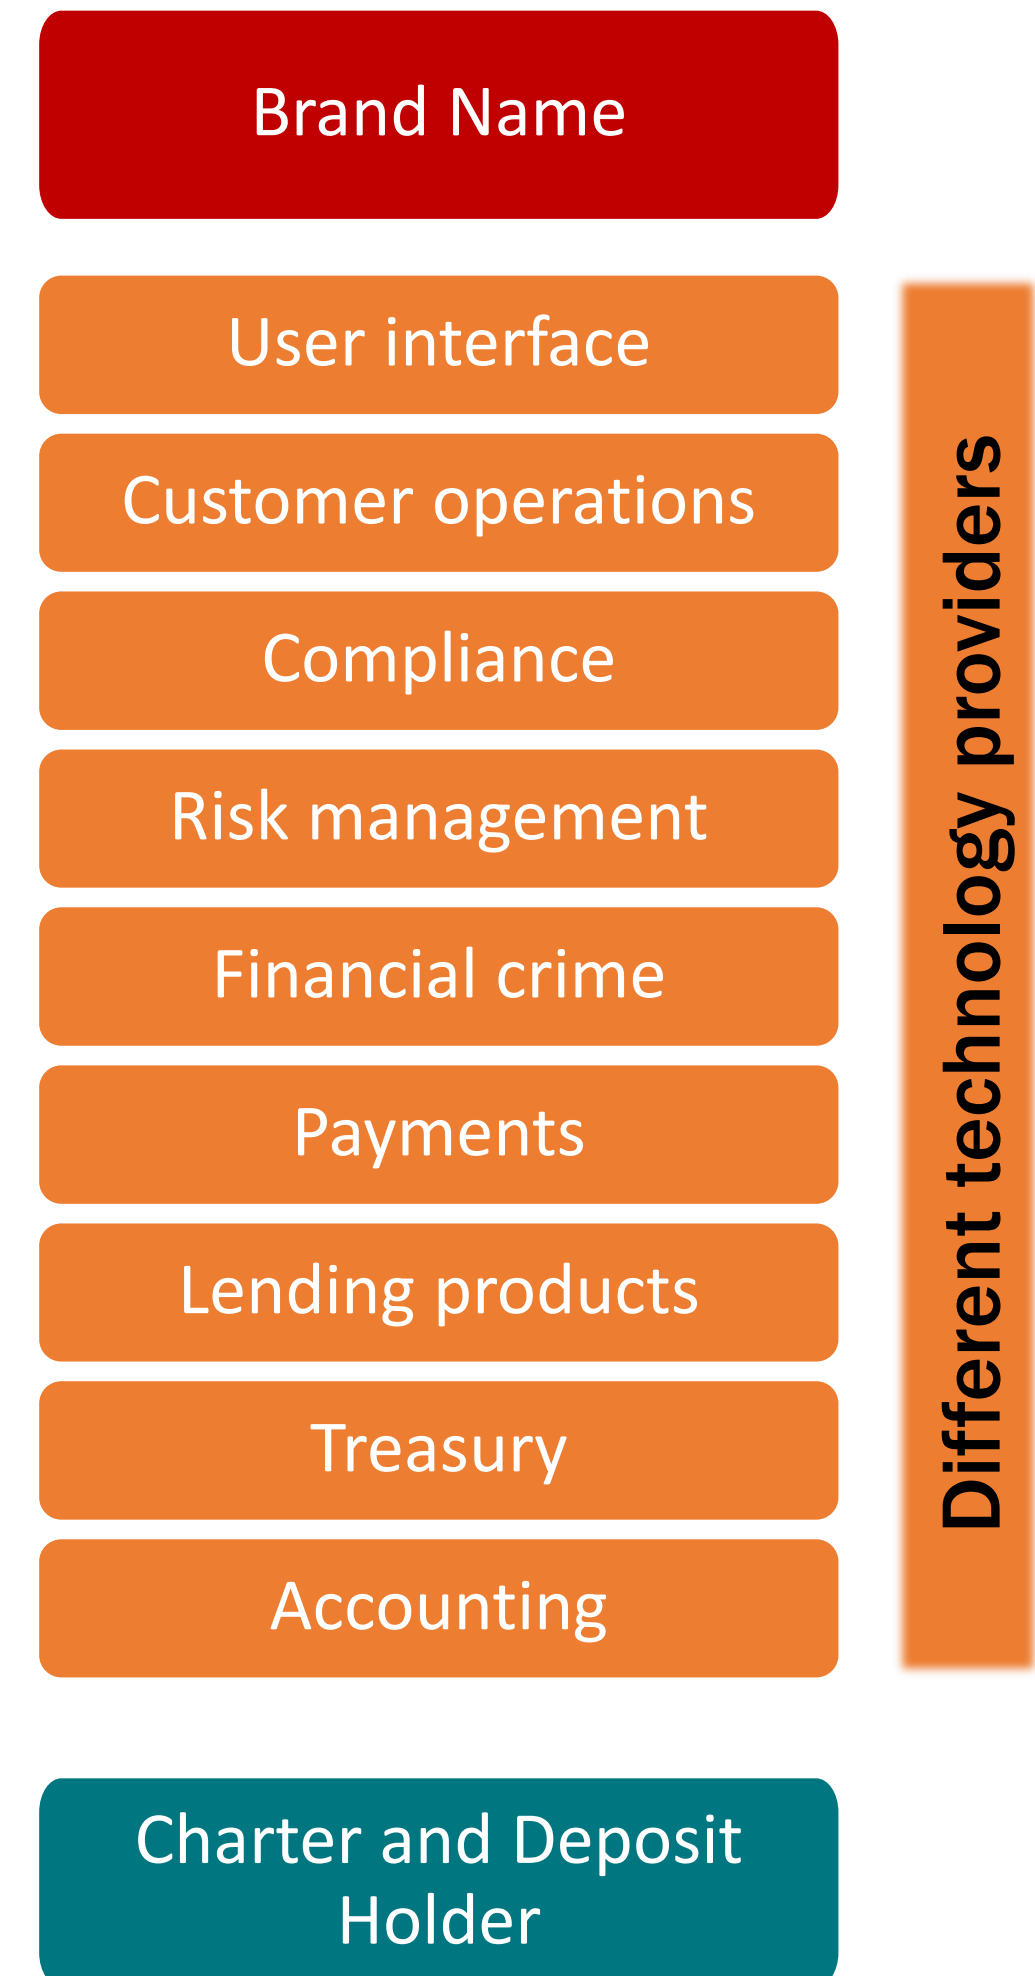 Brand Name
User interface
Customer operations
Compliance
Risk management
Financial crime
Payments
Lending products
Treasury
Accounting
Different technology providers
Charter and Deposit
Holder